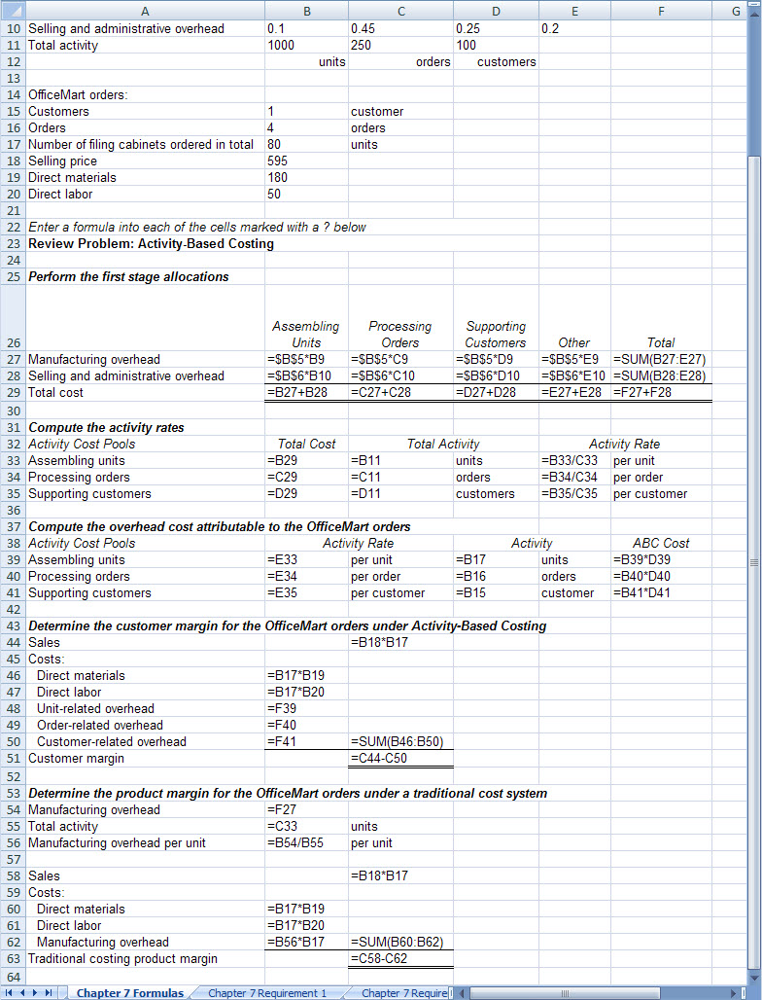 A B C D E F G
10 Selling and administrative overhead 0.1 0.45 0.25 0.2
11 Total activity 1000 250 100
12 units orders customers
13
14 OfficeMart orders:
15 Customers 1 customer
16 Orders 4 orders
17 Number of filing cabinets ordered in total 80 units
18 Selling price 595
19 Direct materials 180
20 Direct labor 50
21
22 Enter a formula into each of the cells marked with a ? below
23 Review Problem: Activity-Based Costing
24
25 Perform the first stage allocations
Assembling Processing Supporting
26 Units Orders Customers Other Total
27 Manufacturing overhead =$B$5*B9 =$B$5*C9 =$B$5*D9 =$B$5*E9 =SUM(B27:E27)
28 Selling and administrative overhead =$B$6*B10 =$B$6*C10 =$B$6*D10 =$B$6*E10 =SUM(B28:E28)
29 Total cost =B27+B28 =C27+C28 =D27+D28 =E27+E28 =F27+F28
30
31 Compute the activity rates
32 Activity Cost Pools Total Cost Total Activity Activity Rate
33 Assembling units =B29 =B11 units =B33/C33 per unit
34 Processing orders =C29 =C11 orders =B34/C34 per order
35 Supporting customers =D29 =D11 customers =B35/C35 per customer
36
37 Compute the overhead cost attributable to the OfficeMart orders
38 Activity Cost Pools Activity Rate Activity ABC Cost
39 Assembling units =E33 per unit =B17 units =B39*D39
40 Processing orders =E34 per order =B16 orders =B40*D40
41 Supporting customers =E35 per customer =B15 customer =B41*D41
42
43 Determine the customer margin for the OfficeMart orders under Activity-Based Costing
44 Sales =B18*B17
45 Costs:
46 Direct materials =B17*B19
47 Direct labor =B17*B20
48 Unit-related overhead =F39
49 Order-related overhead =F40
50 Customer-related overhead =F41 =SUM(B46:B50)
51 Customer margin =C44-C50
52
53 Determine the product margin for the OfficeMart orders under a traditional cost system
54 Manufacturing overhead =F27
55 Total activity =C33 units
56 Manufacturing overhead per unit =B54/B55 per unit
57
58 Sales =B18*B17
59 Costs:
60 Direct materials =B17*B19
61 Direct labor =B17*B20
62 Manufacturing overhead =B56*B17 =SUM(B60:B62)
63 Traditional costing product margin =C58-C62
64
Chapter 7 Formulas Chapter 7 Requirement 1 Chapter 7 Require